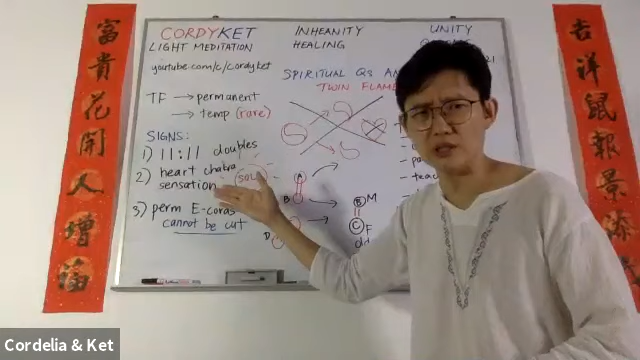 富貴花開人增
吉祥鼠報景
CORDYKET
LIGHT MEDITATION
youtube.com/c/cordyket
INHEANITY
HEALING
UNITY
21
SPIRITUAL QS
TWIN FLAME
TF → permanent
→ temp (rare)
SIGNS:
1) 11:11 doubles
2) heart chakra
sensation
(SOUL)
3) perm E-cords
cannot be cut
A
B
D
B M
C F
Cordelia & Ket